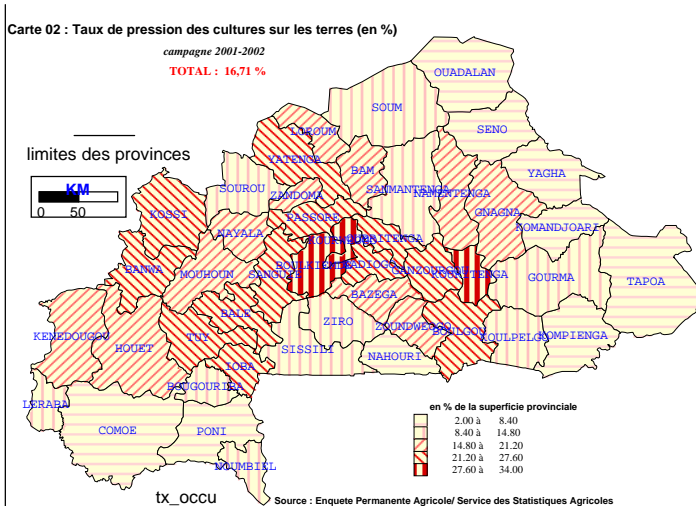 Carte 02 : Taux de pression des cultures sur les terres (en %)
campagne 2001-2002
TOTAL : 16,71 %
OUADALAN
SOUM
LOROUM
SENO
limites des provinces
YATENGA
BAM
YAGHA
KM
SOUROU
ZANDOMA
SANMANTENGA
NAMENTENGA
0 50
KOSSI
PASSORE
GNAGNA
KOMANDJOARI
NAYALA
BANWA
MOUHOUN
SANGUIE
BOULKIEMDE
KADIOGO
GANZOURGOU
KOURITENGA
GOURMA
TAPOA
BAZEGA
BALE
ZIRO
ZOUNDWEOGO
BOULGOU
KOULPELGO
KOMPIENGA
KENEDOUGOU
HOUET
TUY
SISSILI
NAHOURI
IOBA
BOUGOURIBA
LERABA
COMOE
PONI
NOUMBIEL
en % de la superficie provinciale
2.00 à 8.40
8.40 à 14.80
14.80 à 21.20
21.20 à 27.60
27.60 à 34.00
tx_occu
Source : Enquete Permanente Agricole/ Service des Statistiques Agricoles